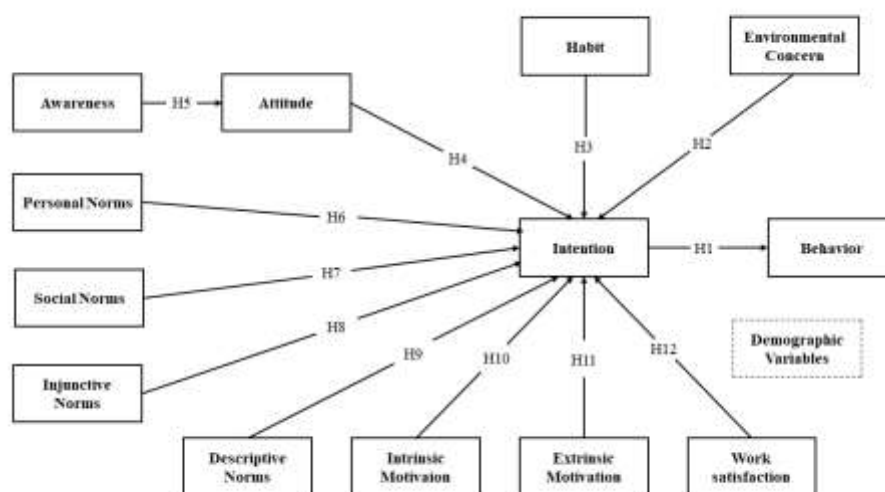 Habit
Environmental
Concern
Awareness
H5
Attitude
H4
H3
H2
Personal Norms
H6
Intention
H1
Behavior
Social Norms
H7
H8
Injunctive
Norms
H9
H10
H11
H12
Demographic
Variables
Descriptive
Norms
Intrinsic
Motivaion
Extrinsic
Motivation
Work
satisfaction